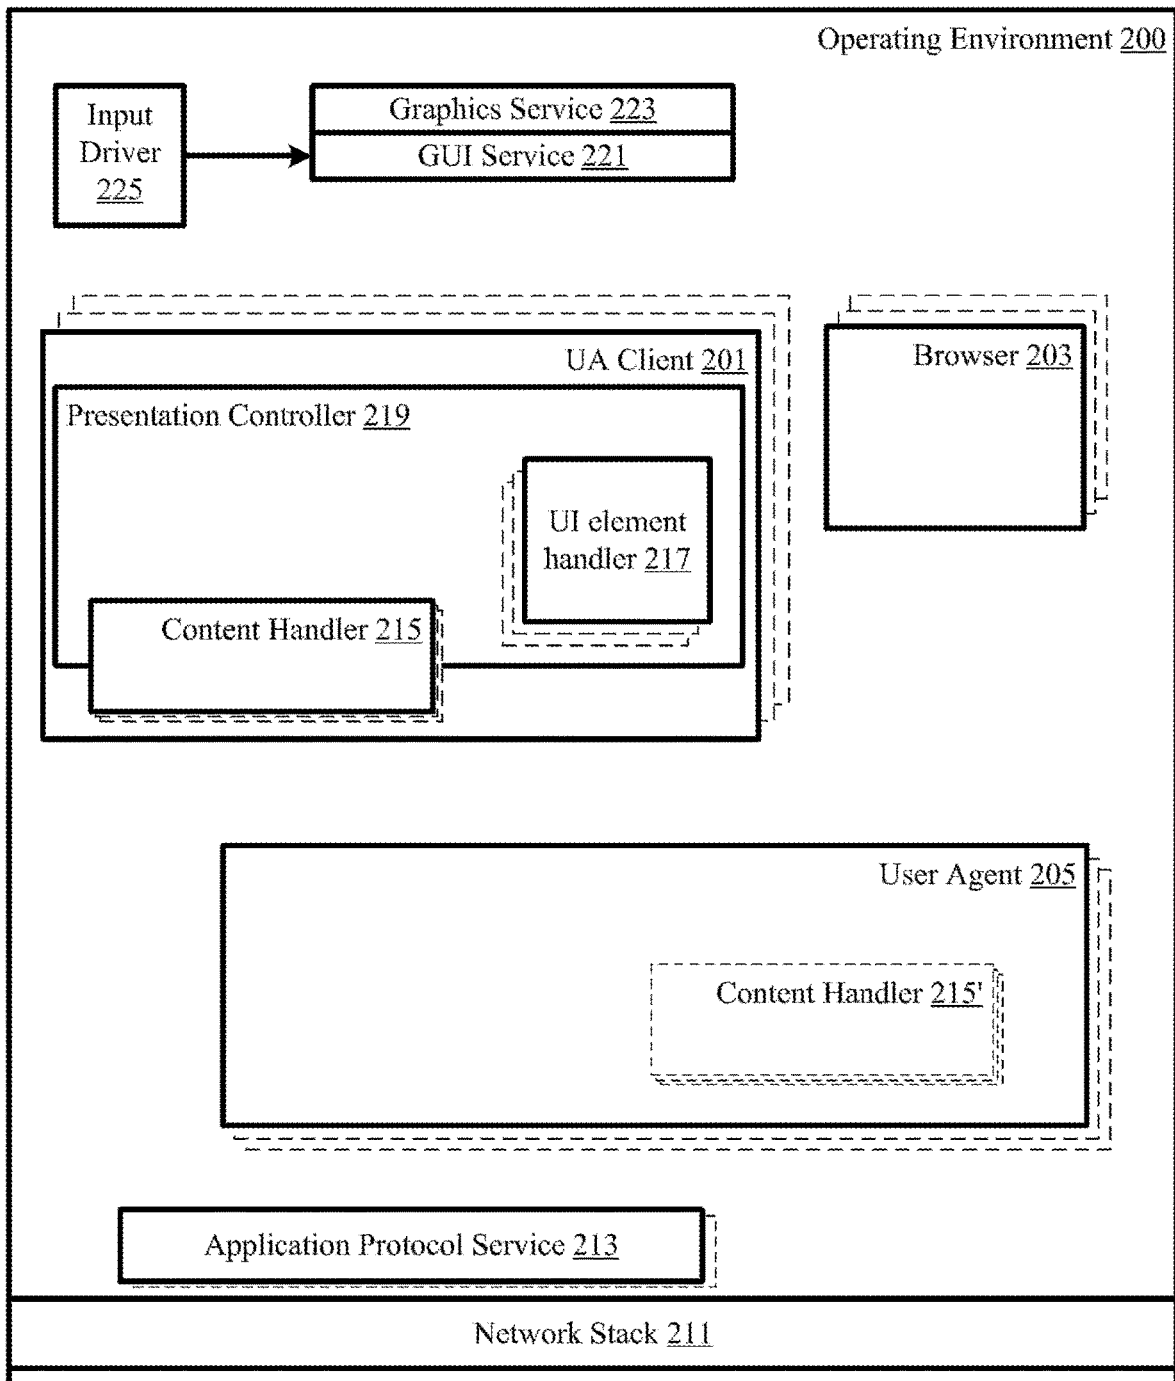 Operating Environment 200
Input
Driver
225
Graphics Service 223
GUI Service 221
UA Client 201
Browser 203
Presentation Controller 219
UI element
handler 217
Content Handler 215
User Agent 205
Content Handler 215'
Application Protocol Service 213
Network Stack 211